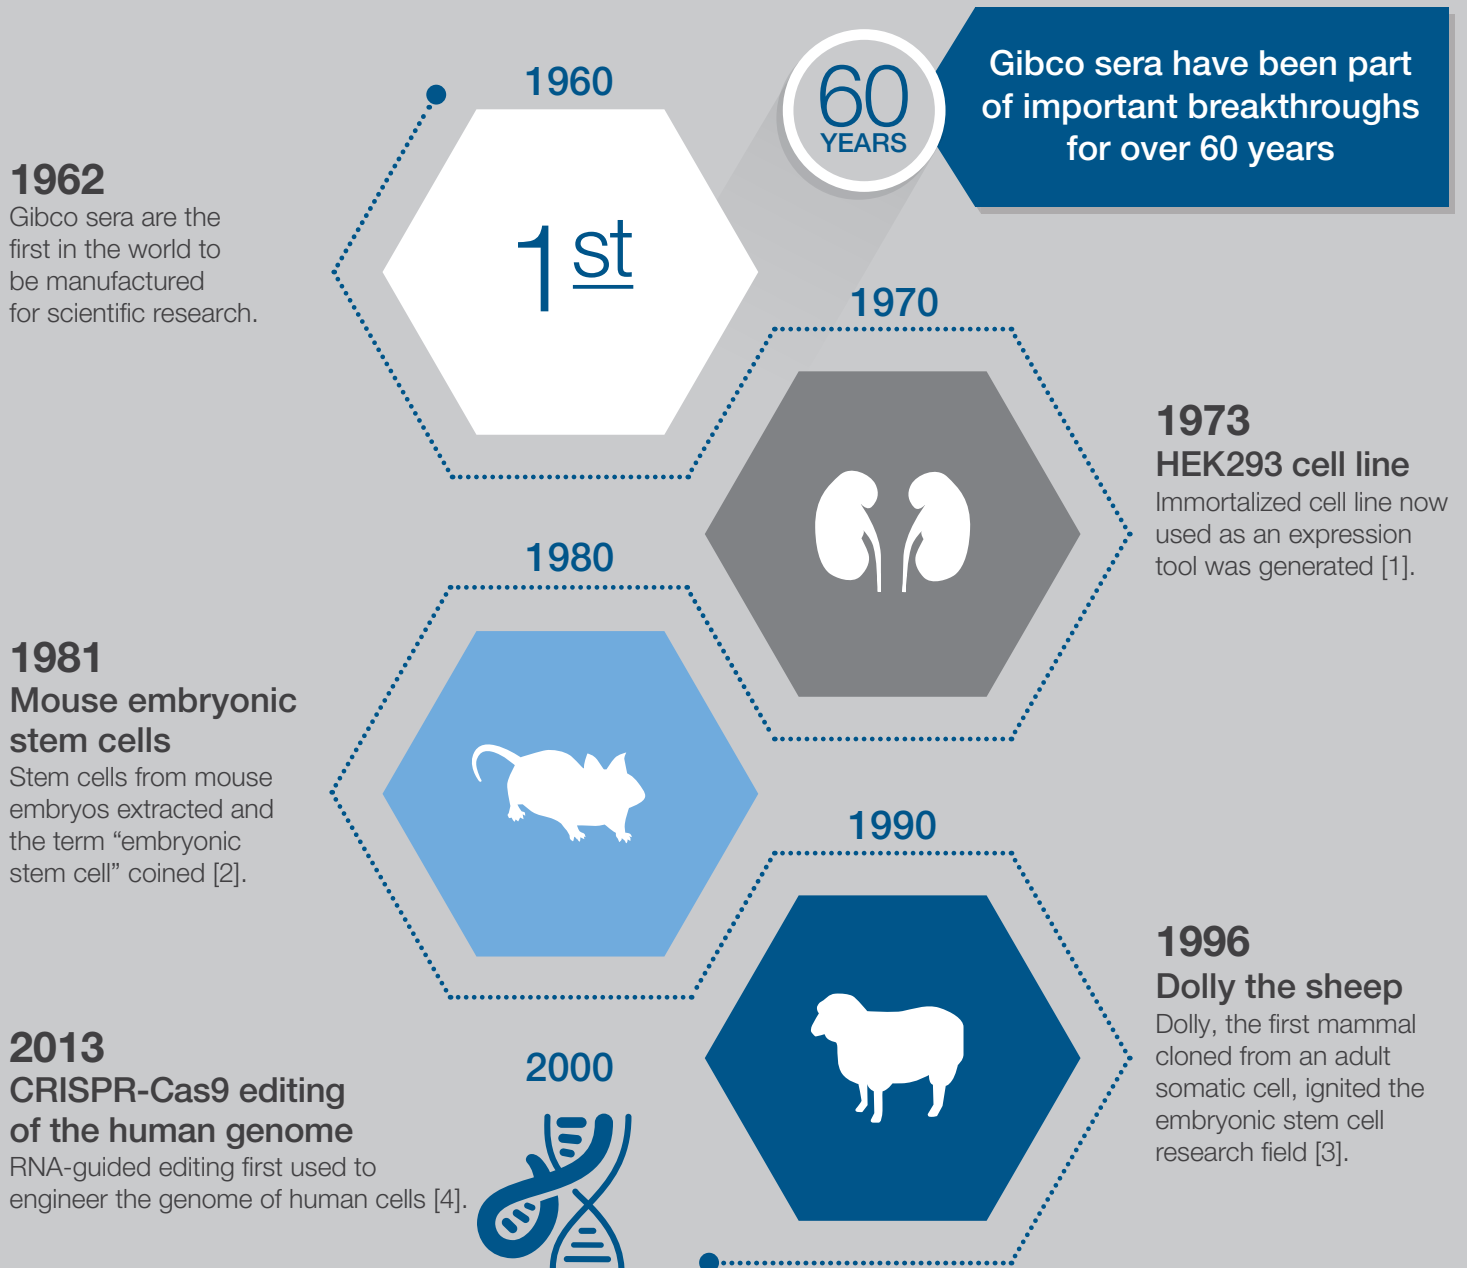 60
YEARS
Gibco sera have been part
of important breakthroughs
for over 60 years
1960
1st
1962
Gibco sera are the
first in the world to
be manufactured
for scientific research.
1970
1973
HEK293 cell line
Immortalized cell line now
used as an expression
tool was generated [1].
1980
1981
Mouse embryonic
stem cells
Stem cells from mouse
embryos extracted and
the term “embryonic
stem cell” coined [2].
1990
1996
Dolly the sheep
Dolly, the first mammal
cloned from an adult
somatic cell, ignited the
embryonic stem cell
research field [3].
2000
2013
CRISPR-Cas9 editing
of the human genome
RNA-guided editing first used to
engineer the genome of human cells [4].